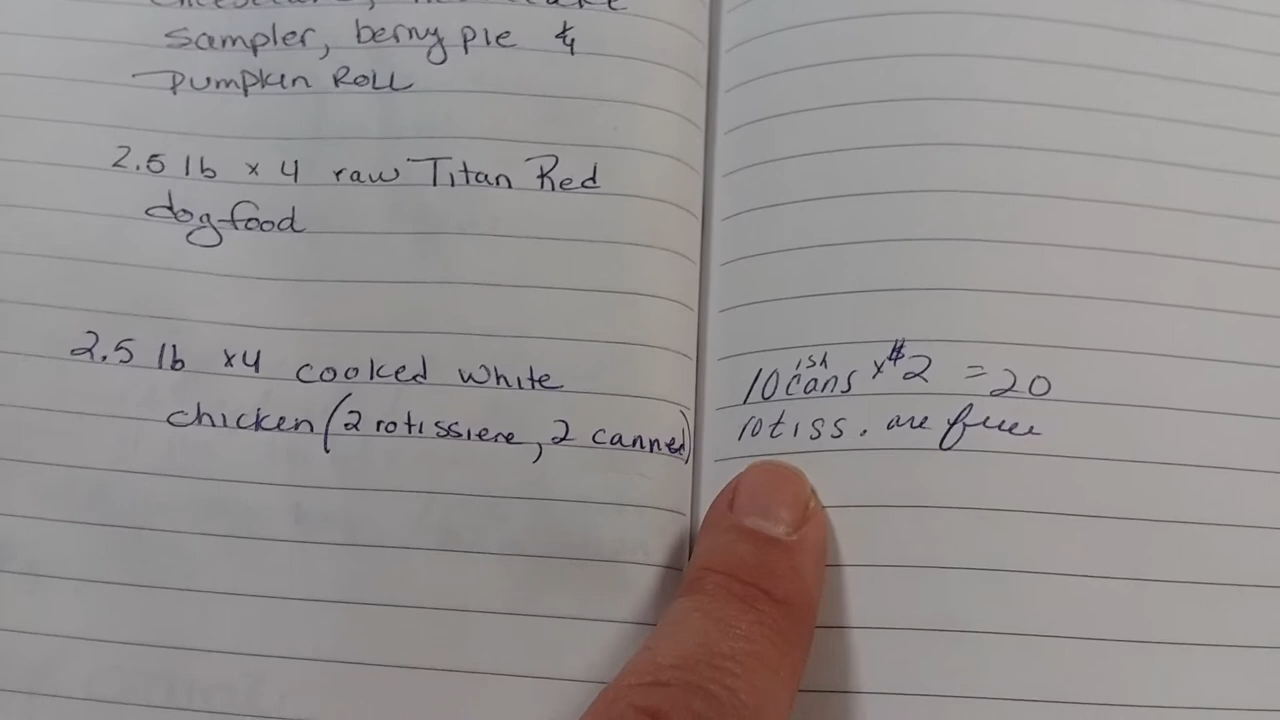 sampler, berry pie &
Pumpkin Roll
2.5 lb x 4 raw Titan Red
dog food
2.5 lb x4 cooked white
chicken (2 rotissiere, 2 canned)
10ish cans x $2 = 20
rotiss. are free